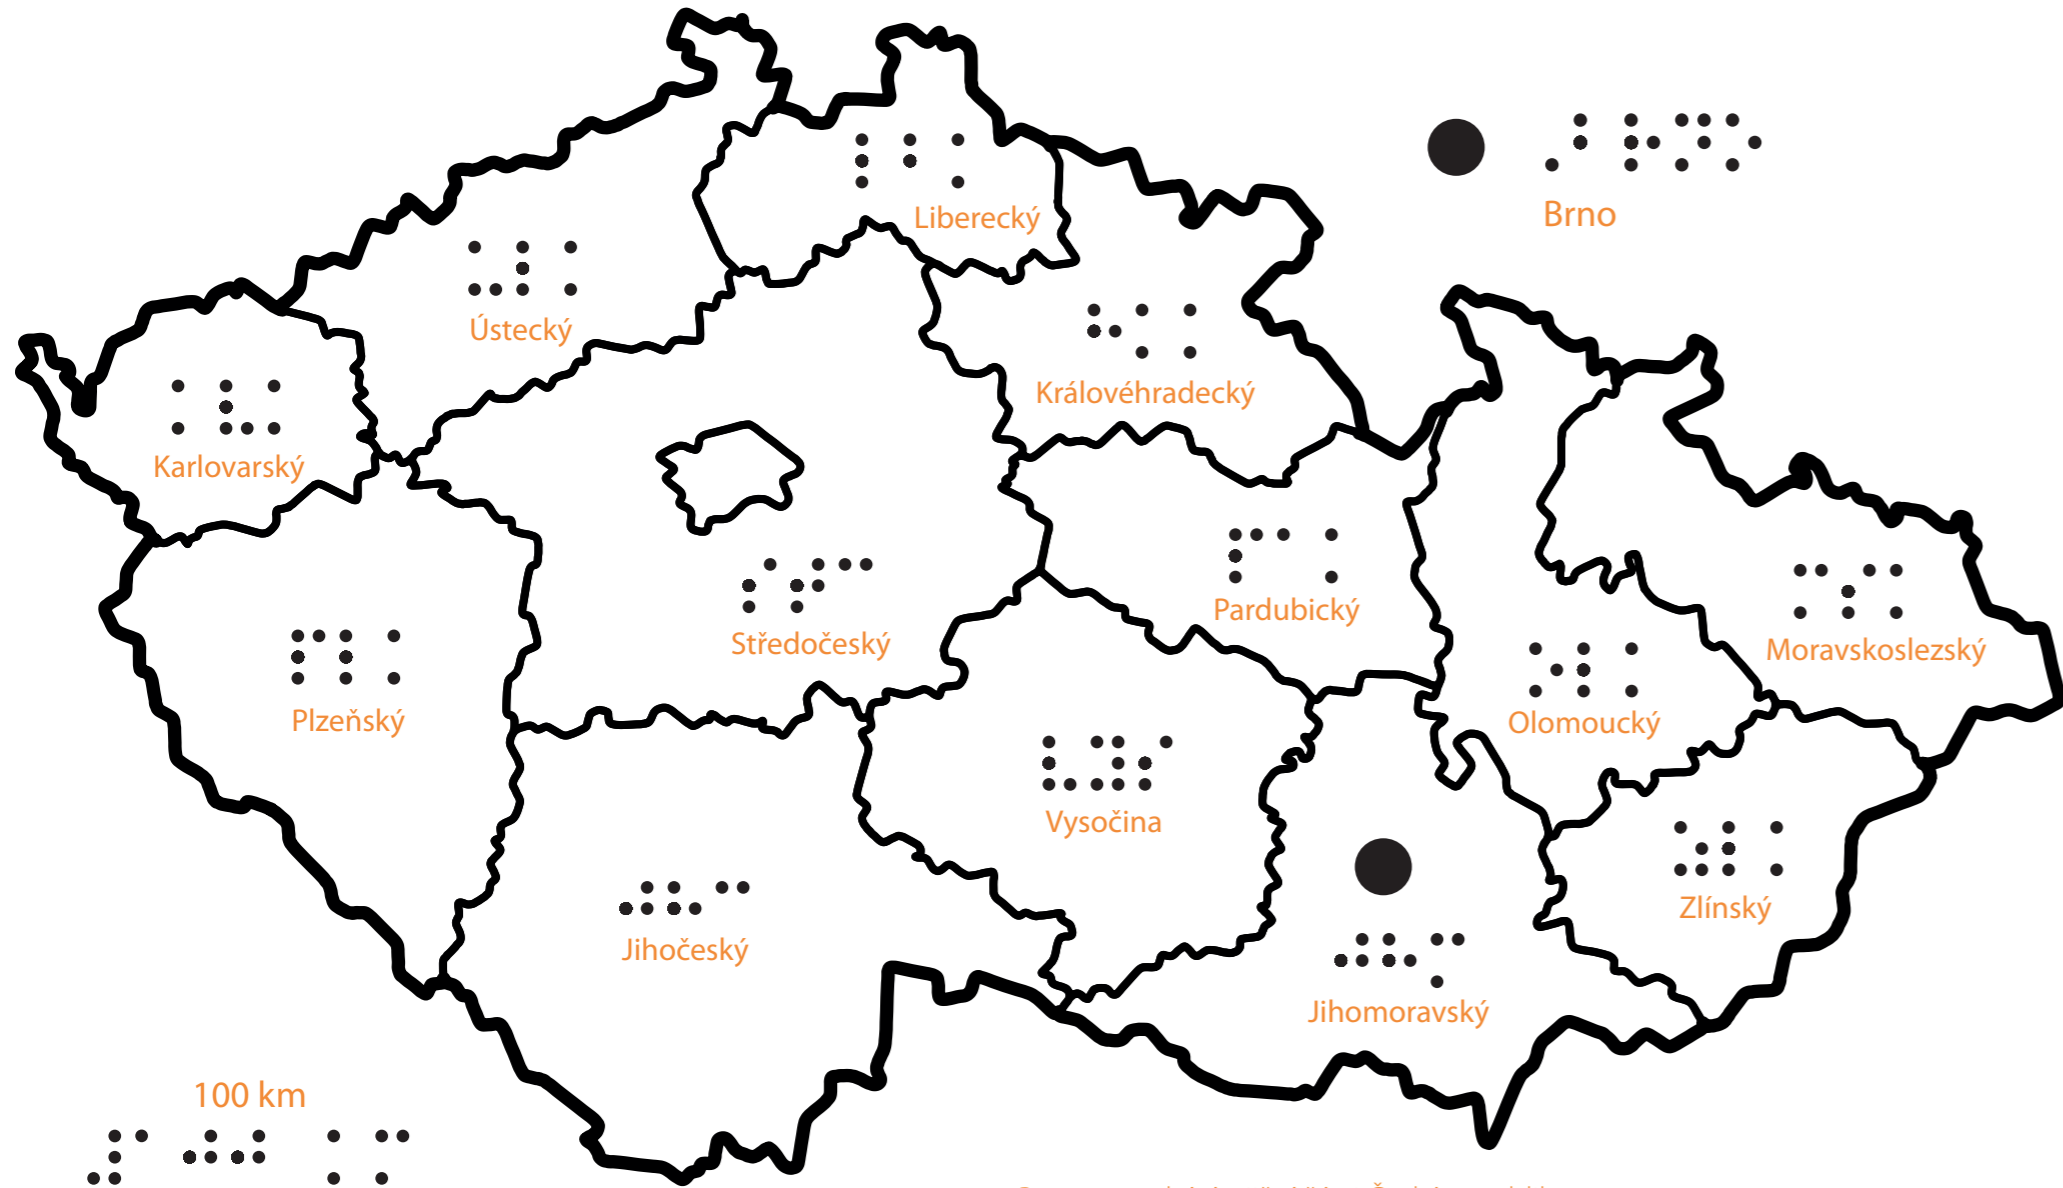 Brno
Liberecký
Ústecký
Královéhradecký
Karlovarský
Pardubický
Středočeský
Moravskoslezský
Plzeňský
Olomoucký
Vysočina
Zlínský
Jihočeský
Jihomoravský
100 km